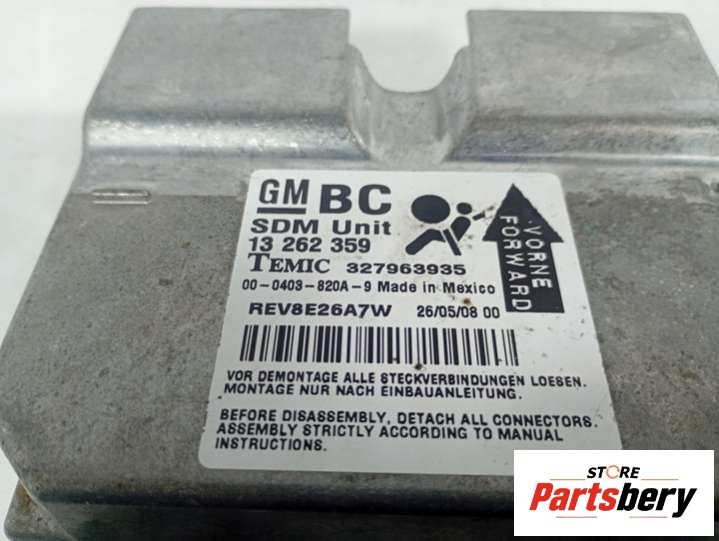 GM BC
SDM Unit
13 262 359
TEMIC 327963935
00-0403-820A-9 Made in Mexico
REV8E26A7W 26/05/08 00
VORNE
FORWARD
VOR DEMONTAGE ALLE STECKVERBINDUNGEN LOESEN.
MONTAGE NUR NACH EINBAUANLEITUNG.
BEFORE DISASSEMBLY, DETACH ALL CONNECTORS.
ASSEMBLY STRICTLY ACCORDING TO MANUAL
INSTRUCTIONS.
STORE
Partsbery